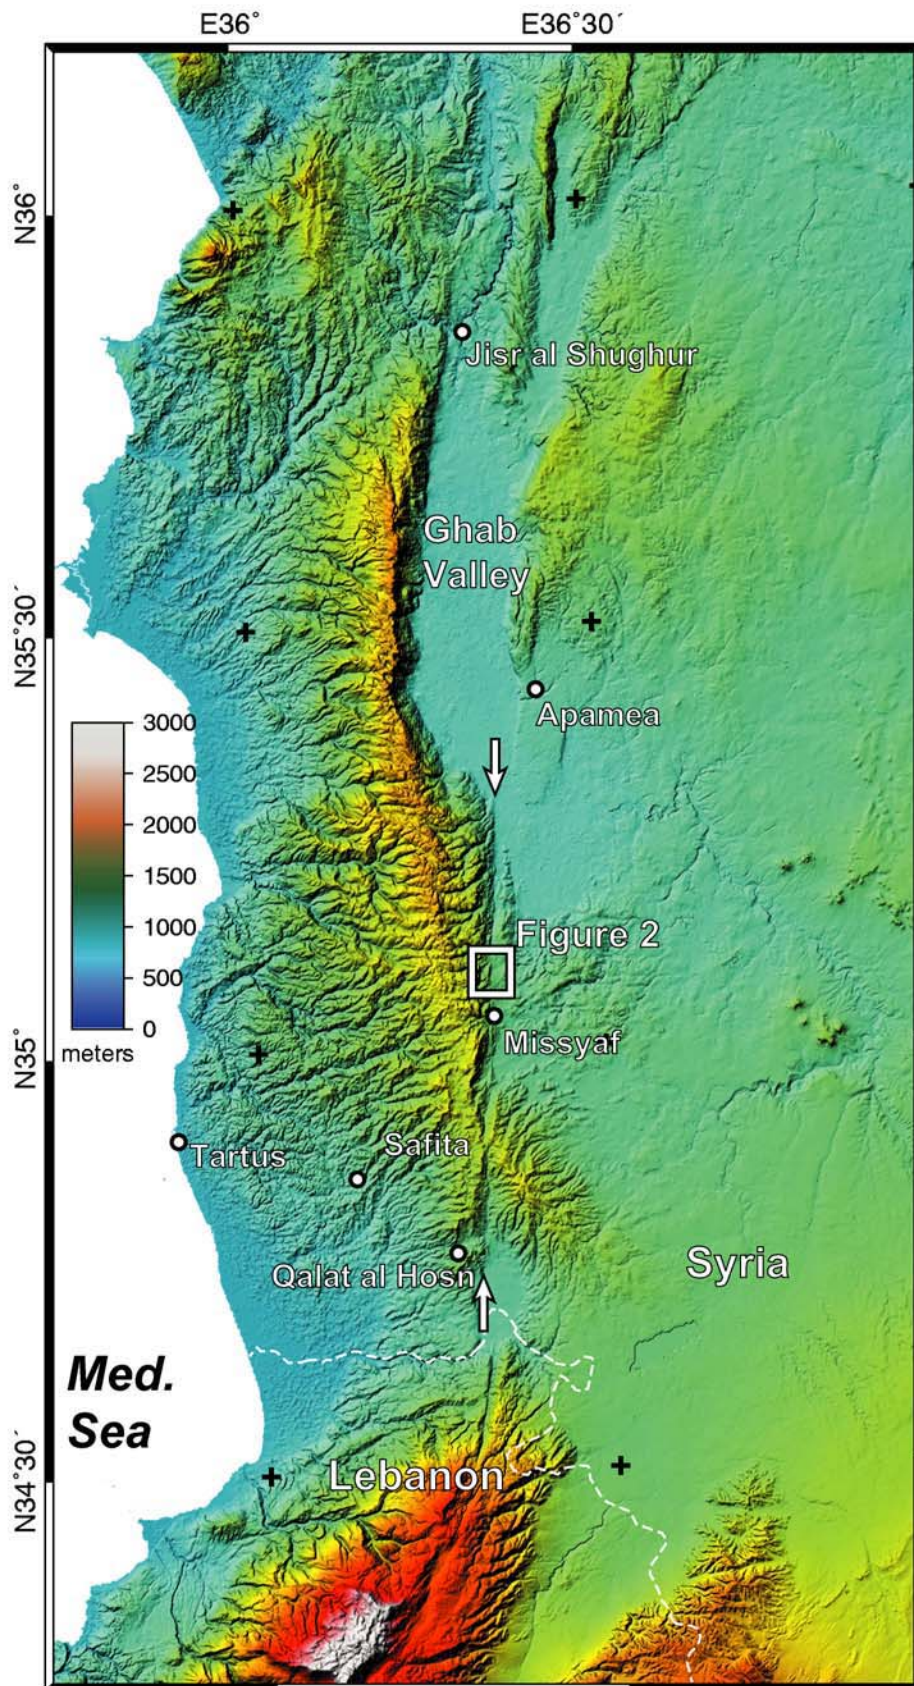 E36° E36°30´
N36°
Jisr al Shughur
Ghab
Valley
N35°30´
Apamea
3000
2500
2000
1500
1000
500
0
meters
Figure 2
Missyaf
N35°
Tartus
Safita
Qalat al Hosn
Syria
Med.
Sea
Lebanon
N34°30´